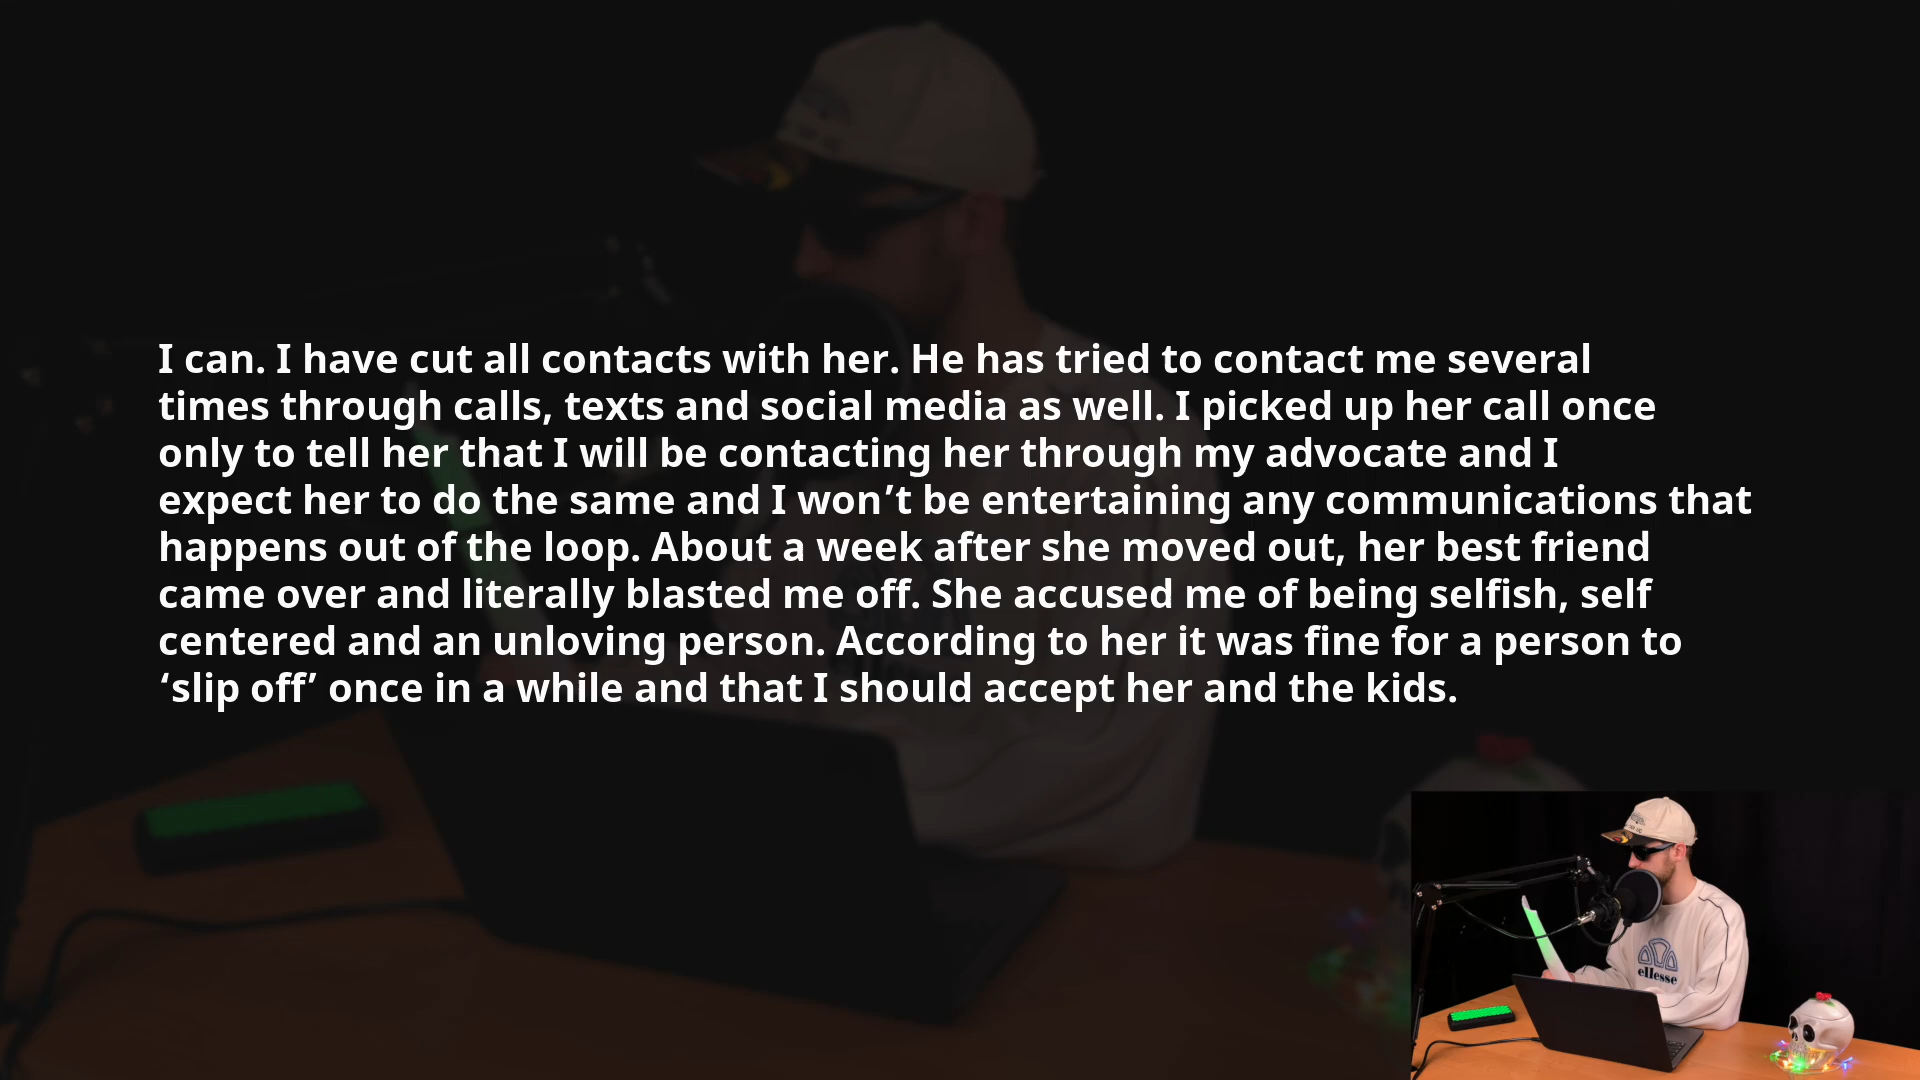 I can. I have cut all contacts with her. He has tried to contact me several
times through calls, texts and social media as well. I picked up her call once
only to tell her that I will be contacting her through my advocate and I
expect her to do the same and I won’t be entertaining any communications that
happens out of the loop. About a week after she moved out, her best friend
came over and literally blasted me off. She accused me of being selfish, self
centered and an unloving person. According to her it was fine for a person to
‘slip off’ once in a while and that I should accept her and the kids.
ellesse